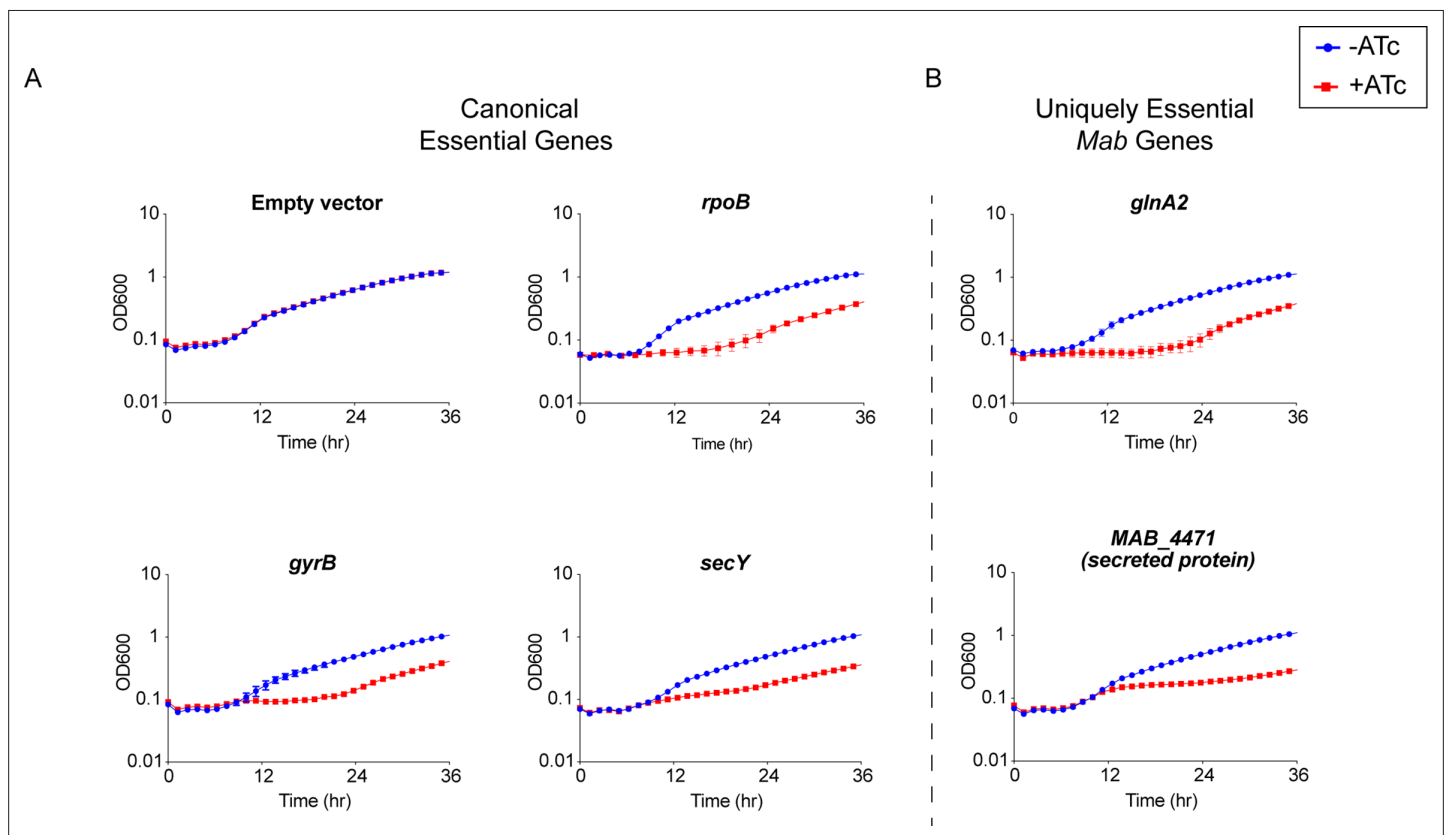 -ATc
+ATc
A
Canonical
Essential Genes
B
Uniquely Essential
Mab Genes
Empty vector
10
1
0.1
0.01
OD600
0
12
24
36
Time (hr)
rpoB
10
1
0.1
0.01
OD600
0
12
24
36
Time (hr)
glnA2
10
1
0.1
0.01
OD600
0
12
24
36
Time (hr)
gyrB
10
1
0.1
0.01
OD600
0
12
24
36
Time (hr)
secY
10
1
0.1
0.01
OD600
0
12
24
36
Time (hr)
MAB_4471
(secreted protein)
10
1
0.1
0.01
OD600
0
12
24
36
Time (hr)